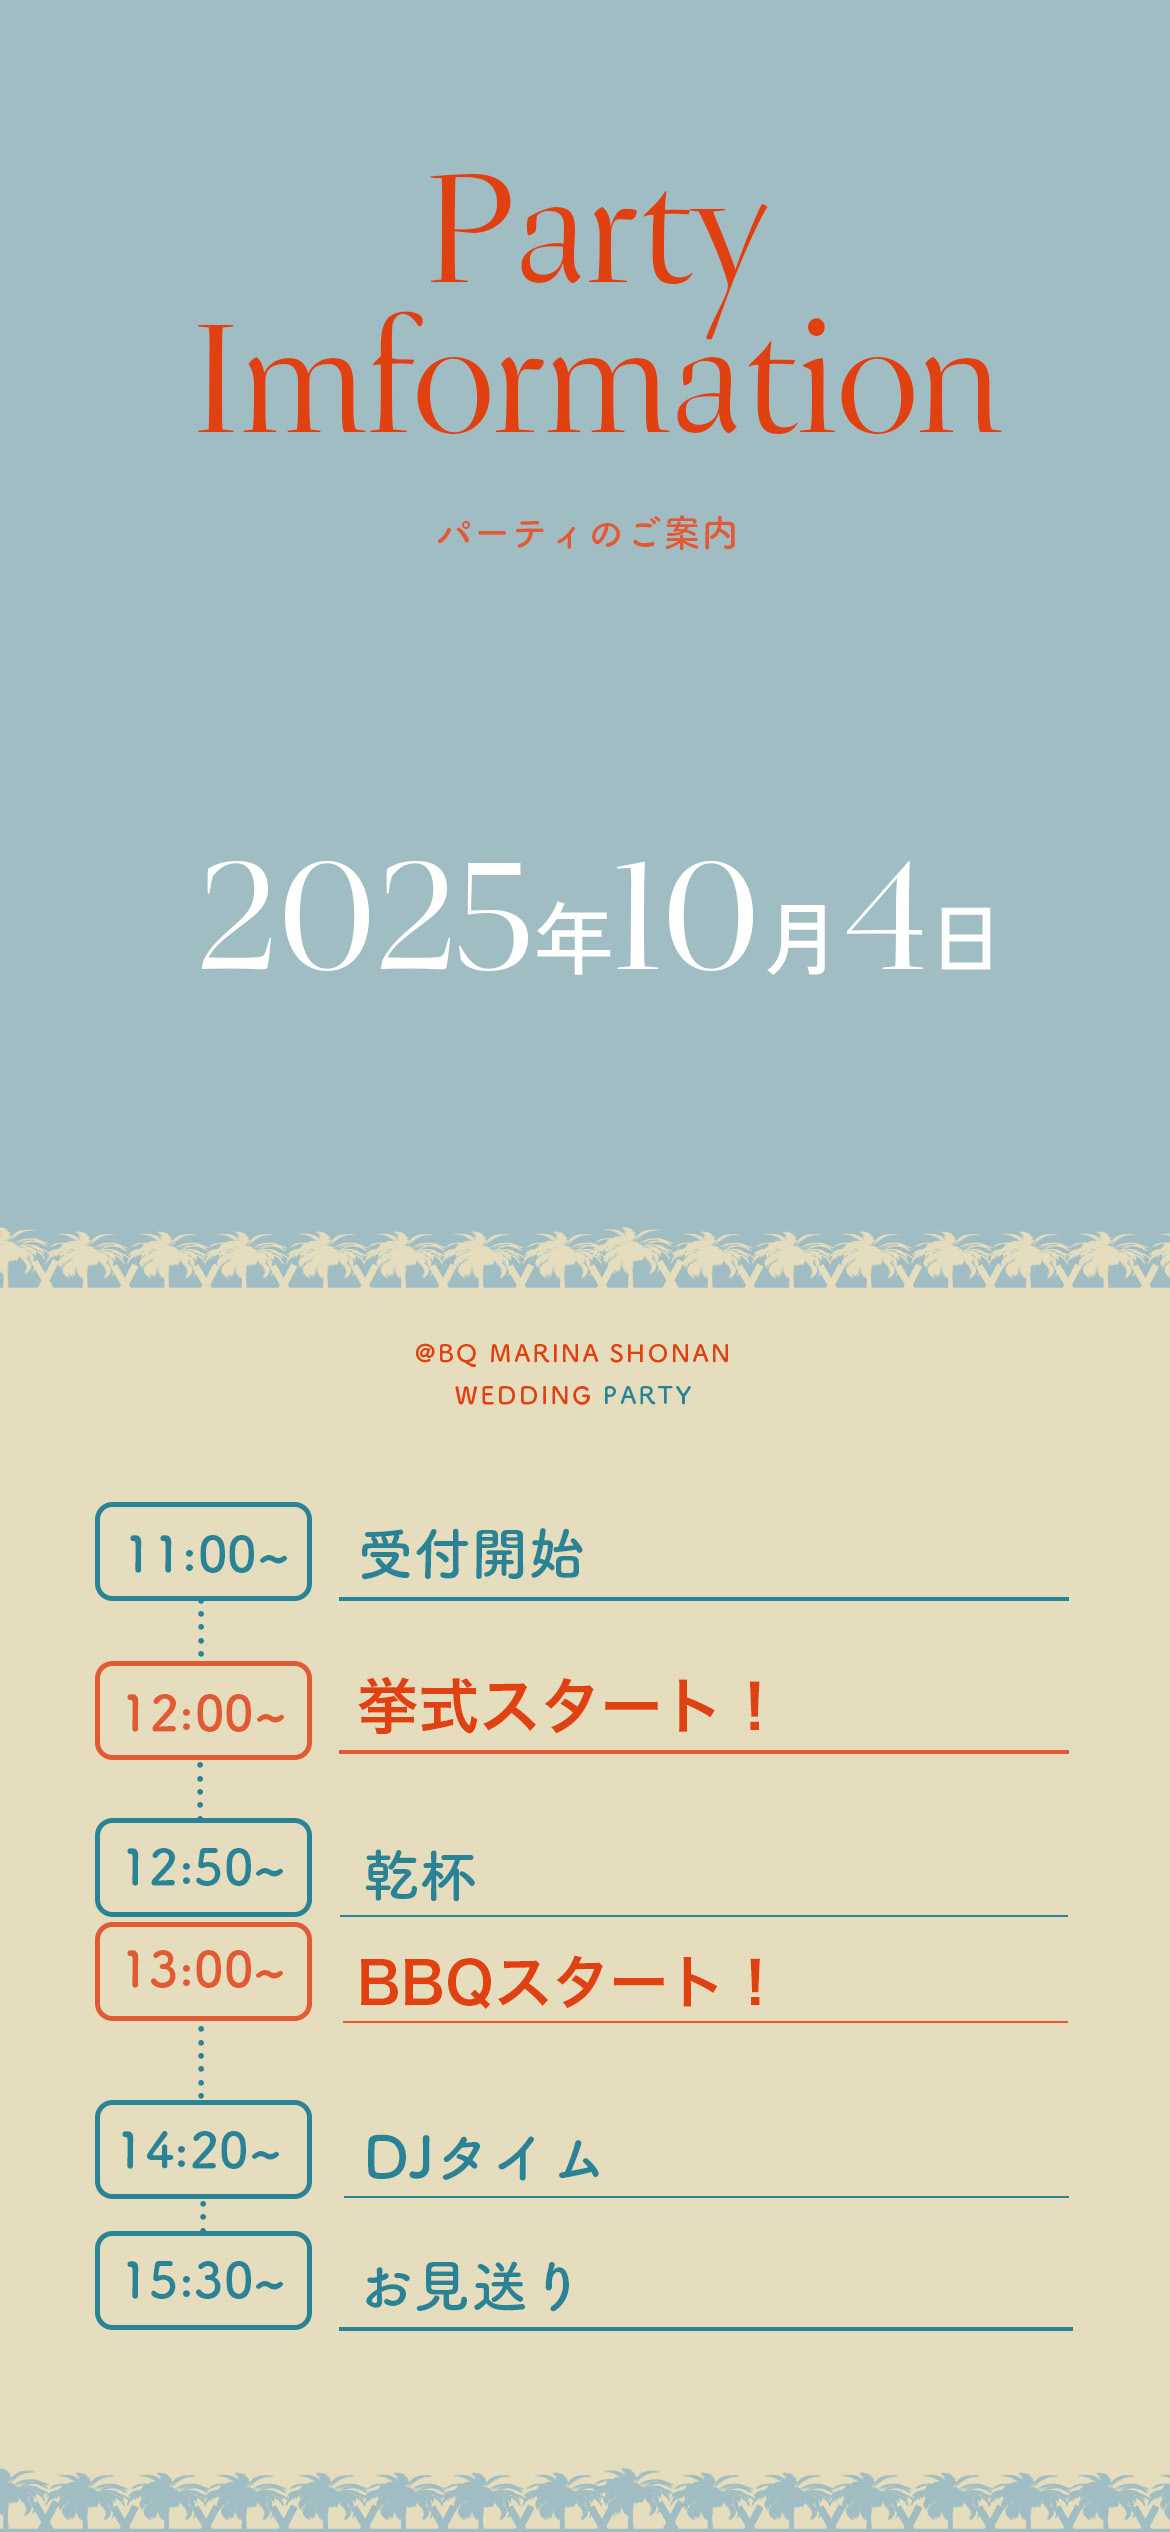 Party
Imformation
パーティのご案内
2025年10月4日
@BQ MARINA SHONAN
WEDDING PARTY
11:00~ 受付開始
12:00~ 挙式スタート！
12:50~ 乾杯
13:00~ BBQスタート！
14:20~ DJタイム
15:30~ お見送り